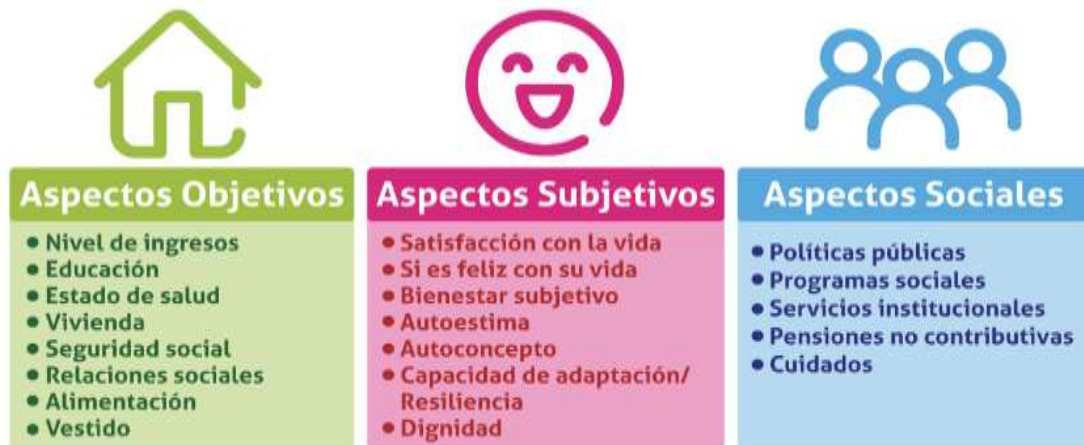 Aspectos Objetivos
• Nivel de ingresos
• Educación
• Estado de salud
• Vivienda
• Seguridad social
• Relaciones sociales
• Alimentación
• Vestido
Aspectos Subjetivos
• Satisfacción con la vida
• Si es feliz con su vida
• Bienestar subjetivo
• Autoestima
• Autoconcepto
• Capacidad de adaptación/
Resiliencia
• Dignidad
Aspectos Sociales
• Políticas públicas
• Programas sociales
• Servicios institucionales
• Pensiones no contributivas
• Cuidados